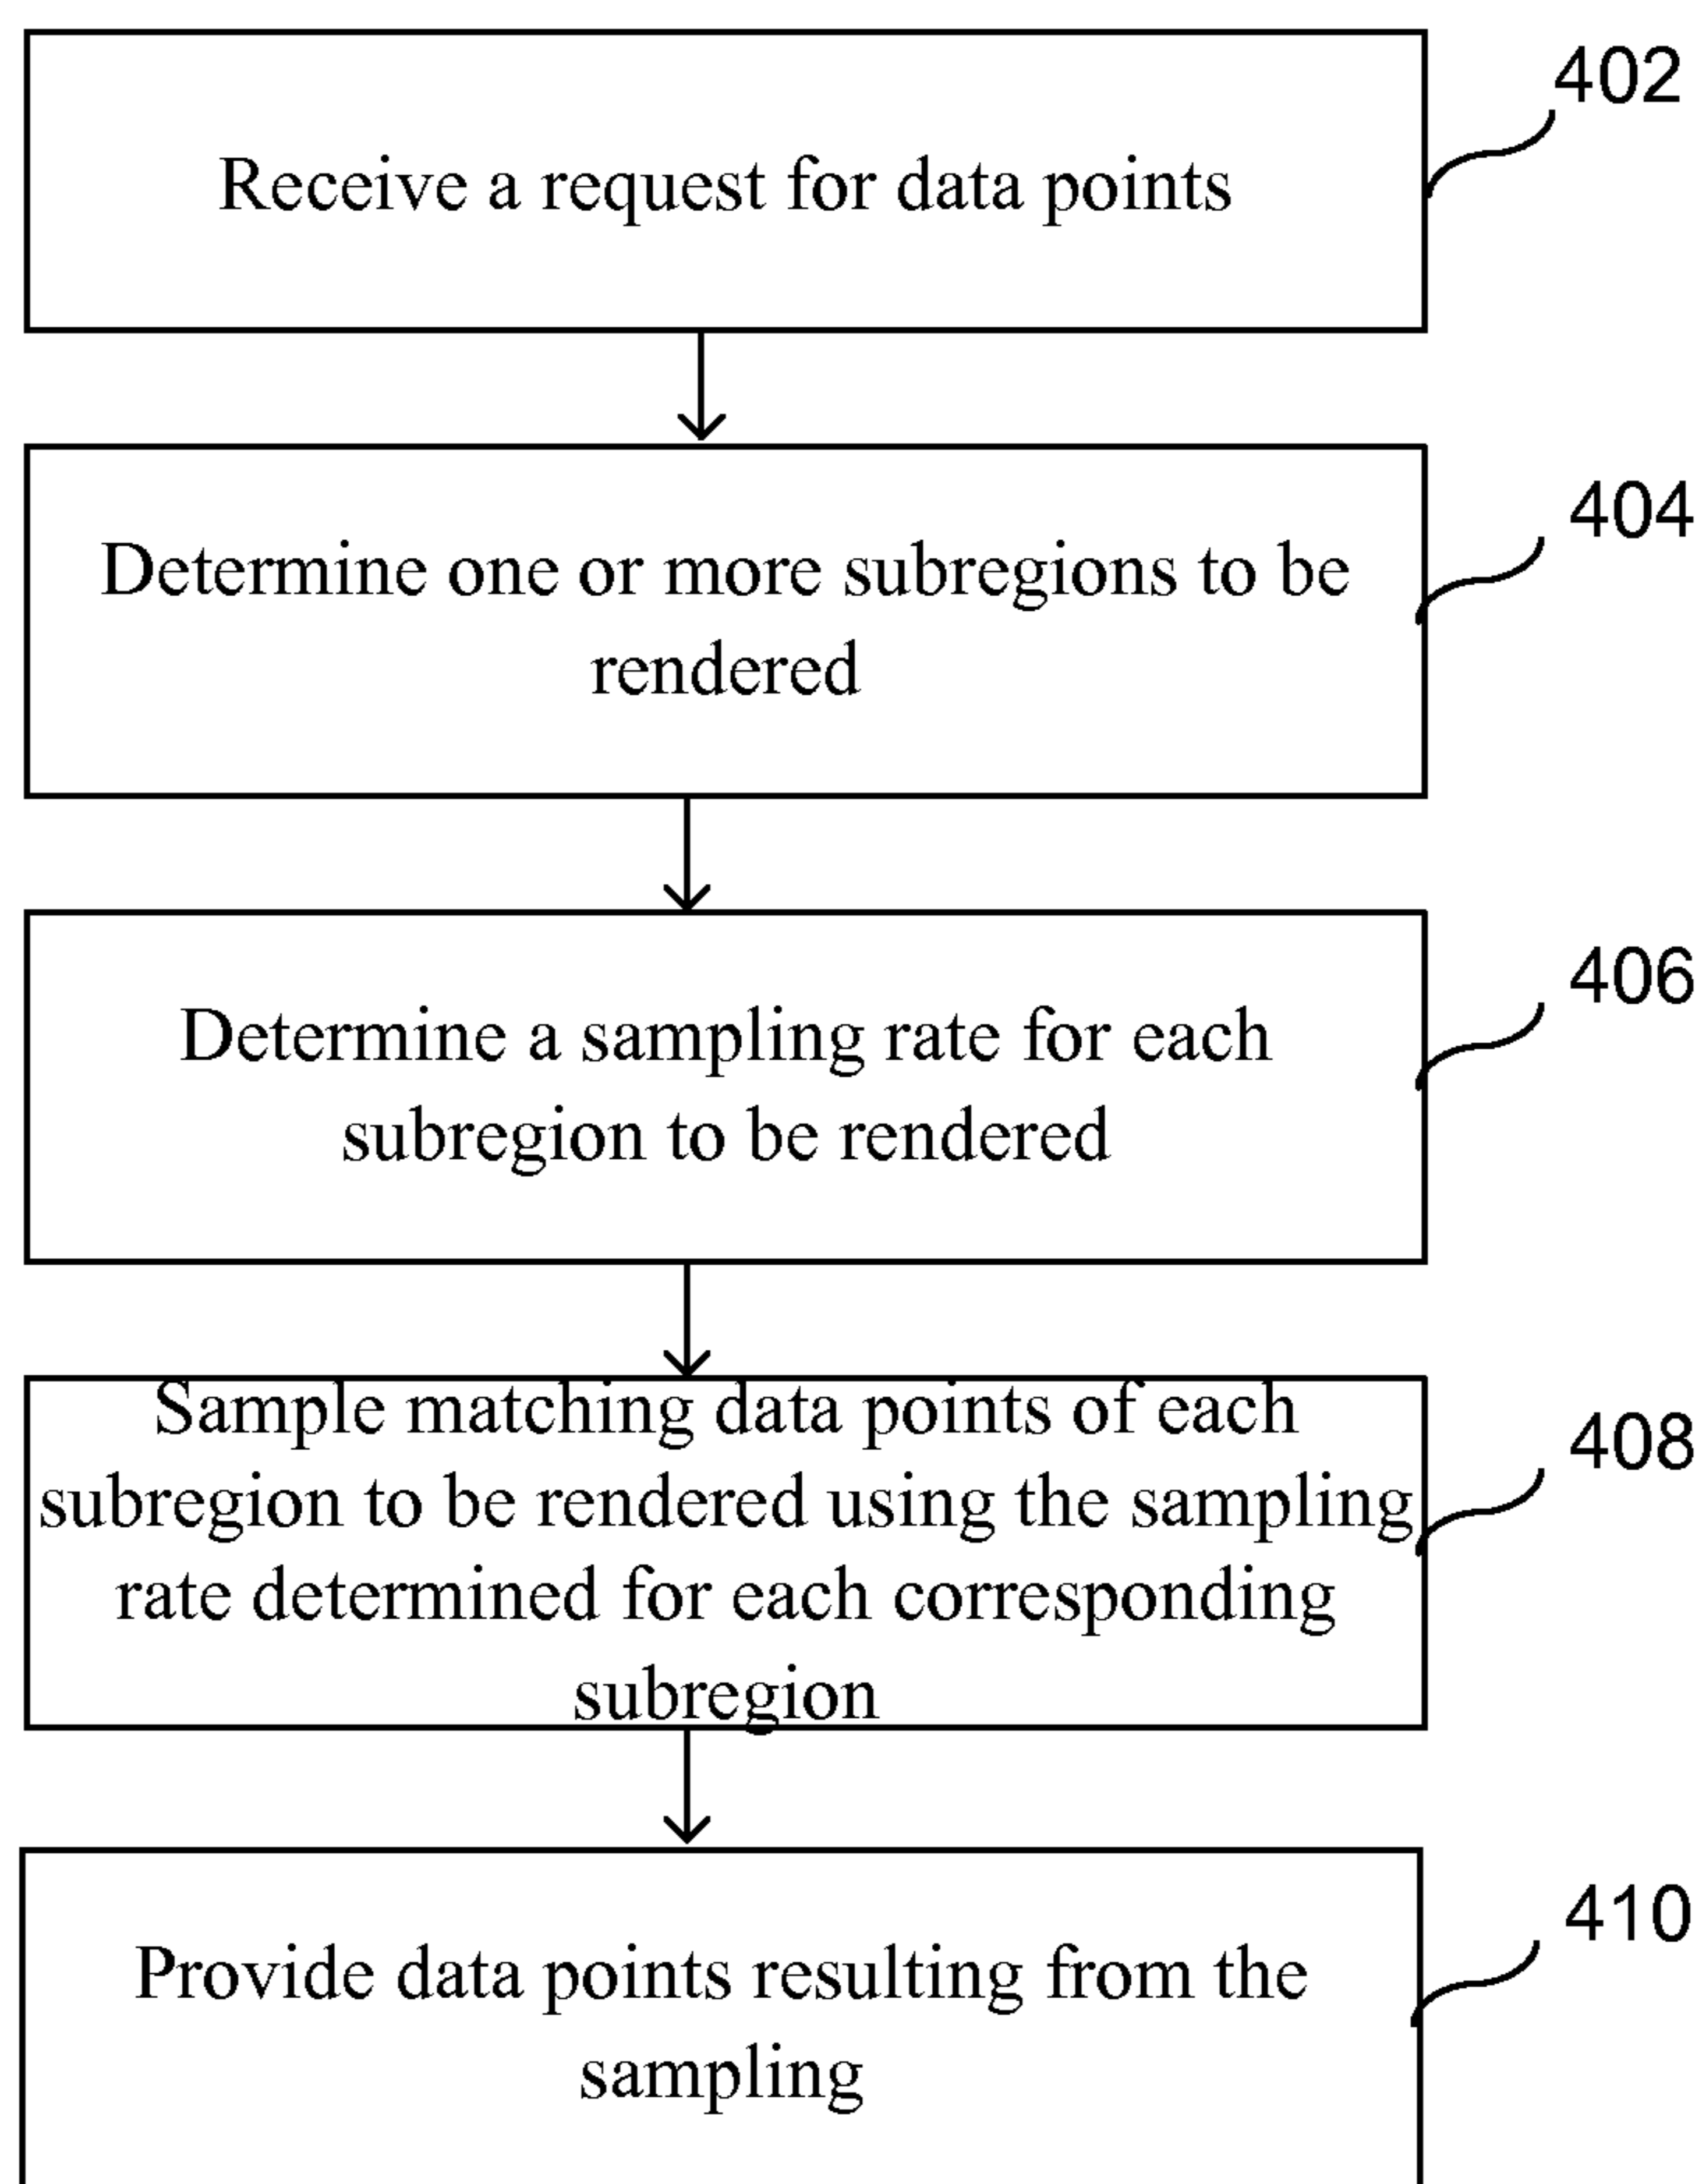 402
Receive a request for data points
404
Determine one or more subregions to be
rendered
406
Determine a sampling rate for each
subregion to be rendered
408
Sample matching data points of each
subregion to be rendered using the sampling
rate determined for each corresponding
subregion
410
Provide data points resulting from the
sampling